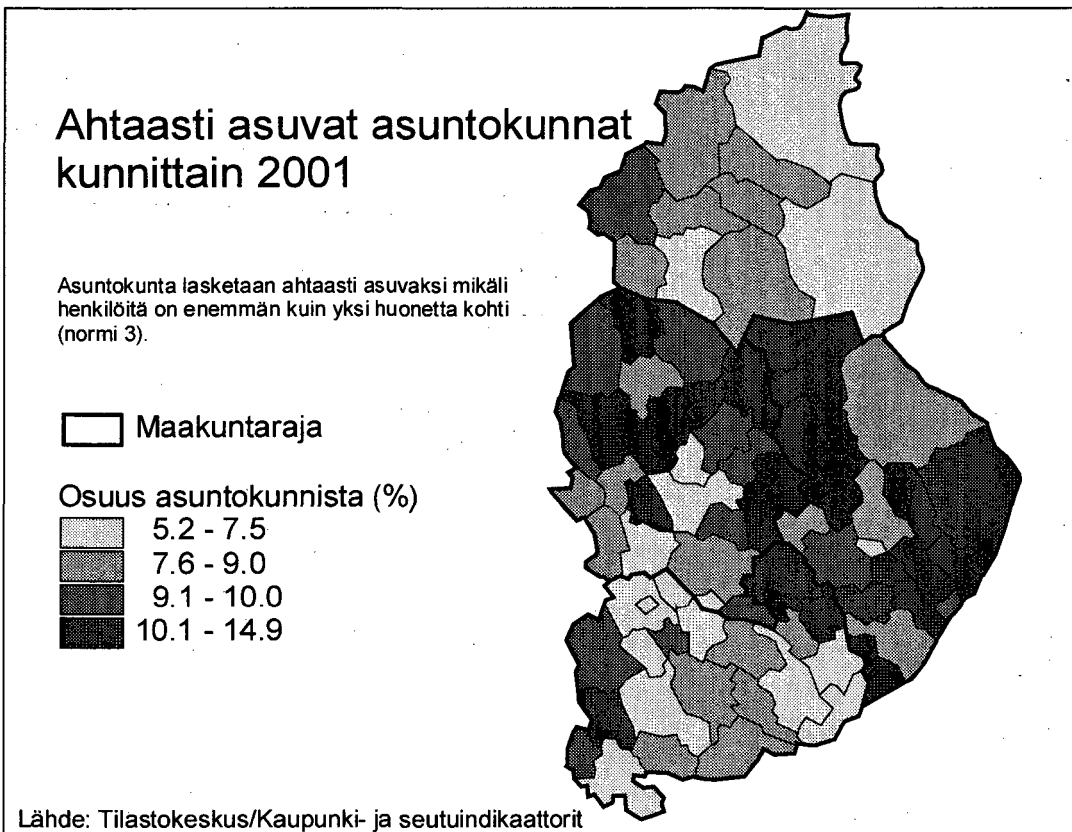 Ahtaasti asuvat asuntokunnat
kunnittain 2001
Asuntokunta lasketaan ahtaasti asuvaksi mikäli
henkilöitä on enemmän kuin yksi huonetta kohti
(normi 3).
Maakuntaraja
Osuus asuntokunnista (%)
5.2 - 7.5
7.6 - 9.0
9.1 - 10.0
10.1 - 14.9
Lähde: Tilastokeskus/Kaupunki- ja seutuindikaattorit